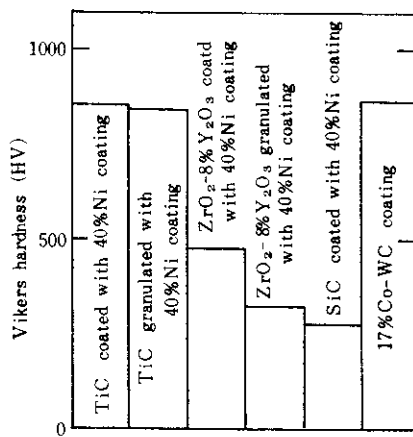 Vikers hardness (HV)
1000
500
0
TiC coated with 40%Ni coating
TiC granulated with
40%Ni coating
ZrO₂-8%Y₂O₃ coatd
with 40%Ni coating
ZrO₂-8%Y₂O₃ granulated
with 40%Ni coating
SiC coated with 40%Ni coating
17%Co-WC coating